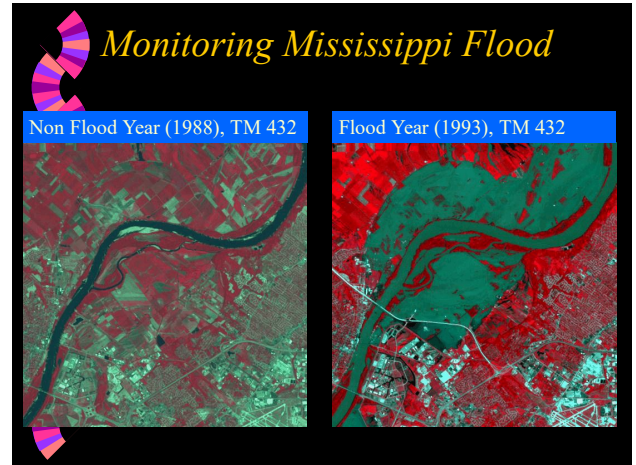 Monitoring Mississippi Flood
Non Flood Year (1988), TM 432
Flood Year (1993), TM 432